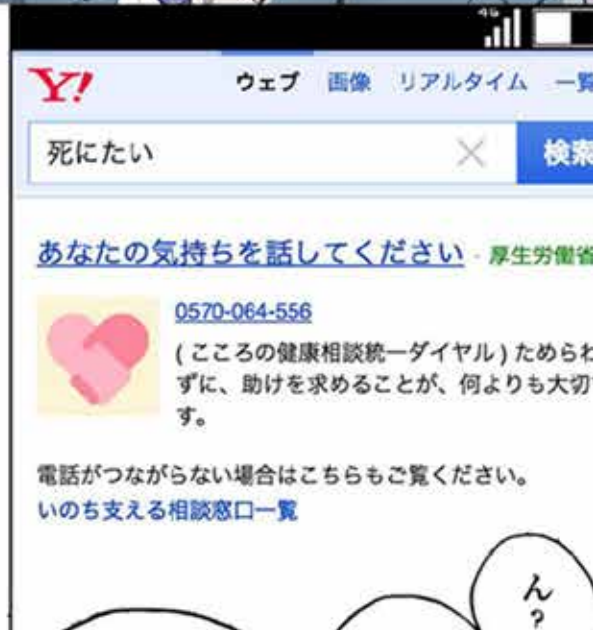 4G
Y!
ウェブ 画像 リアルタイム 一覧
死にたい 検索
あなたの気持ちを話してください - 厚生労働省
0570-064-556
(こころの健康相談統一ダイヤル)ためらわ
ずに、助けを求めることが、何よりも大切で
す。
電話がつながらない場合はこちらもご覧ください。
いのち支える相談窓口一覧
ん?